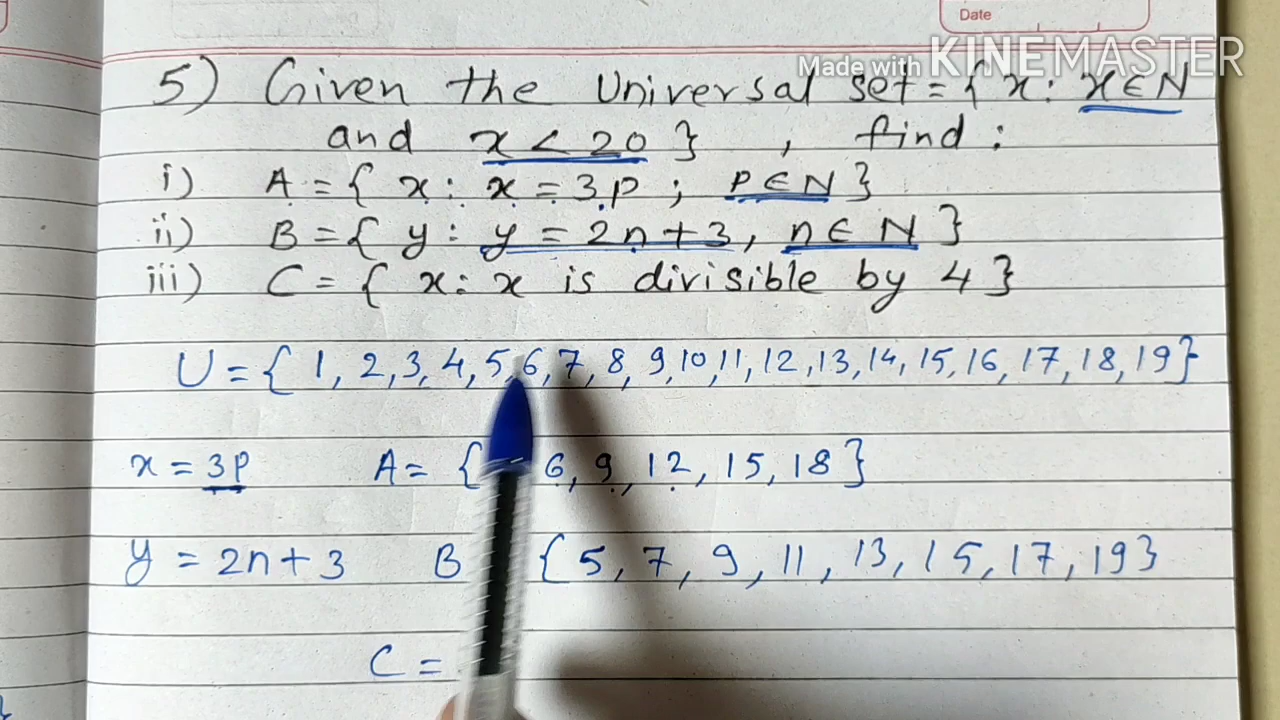 Date
Made with KINEMASTER
5) Given the Universal set = { x : x ∈ N
and x < 20 } , find :
i) A = { x : x = 3p ; p ∈ N }
ii) B = { y : y = 2n + 3, n ∈ N }
iii) C = { x : x is divisible by 4 }
U = { 1, 2, 3, 4, 5, 6, 7, 8, 9, 10, 11, 12, 13, 14, 15, 16, 17, 18, 19 }
x = 3p A = { 6, 9, 12, 15, 18 }
y = 2n + 3 B { 5, 7, 9, 11, 13, 15, 17, 19 }
C =